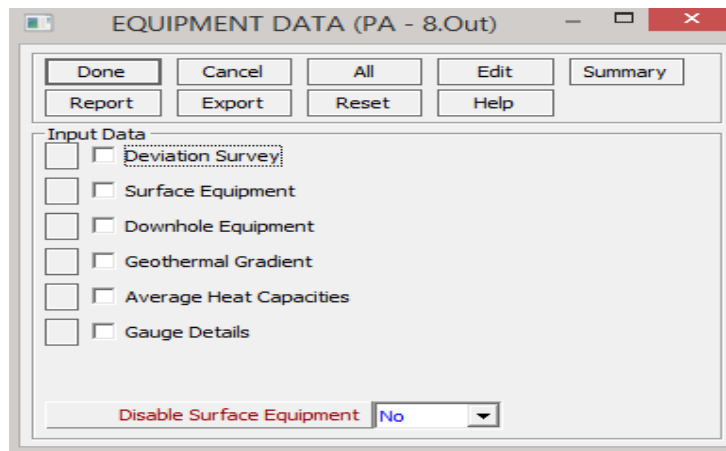 EQUIPMENT DATA (PA - 8.Out)
Done Cancel All Edit Summary
Report Export Reset Help
Input Data
Deviation Survey
Surface Equipment
Downhole Equipment
Geothermal Gradient
Average Heat Capacities
Gauge Details
Disable Surface Equipment No